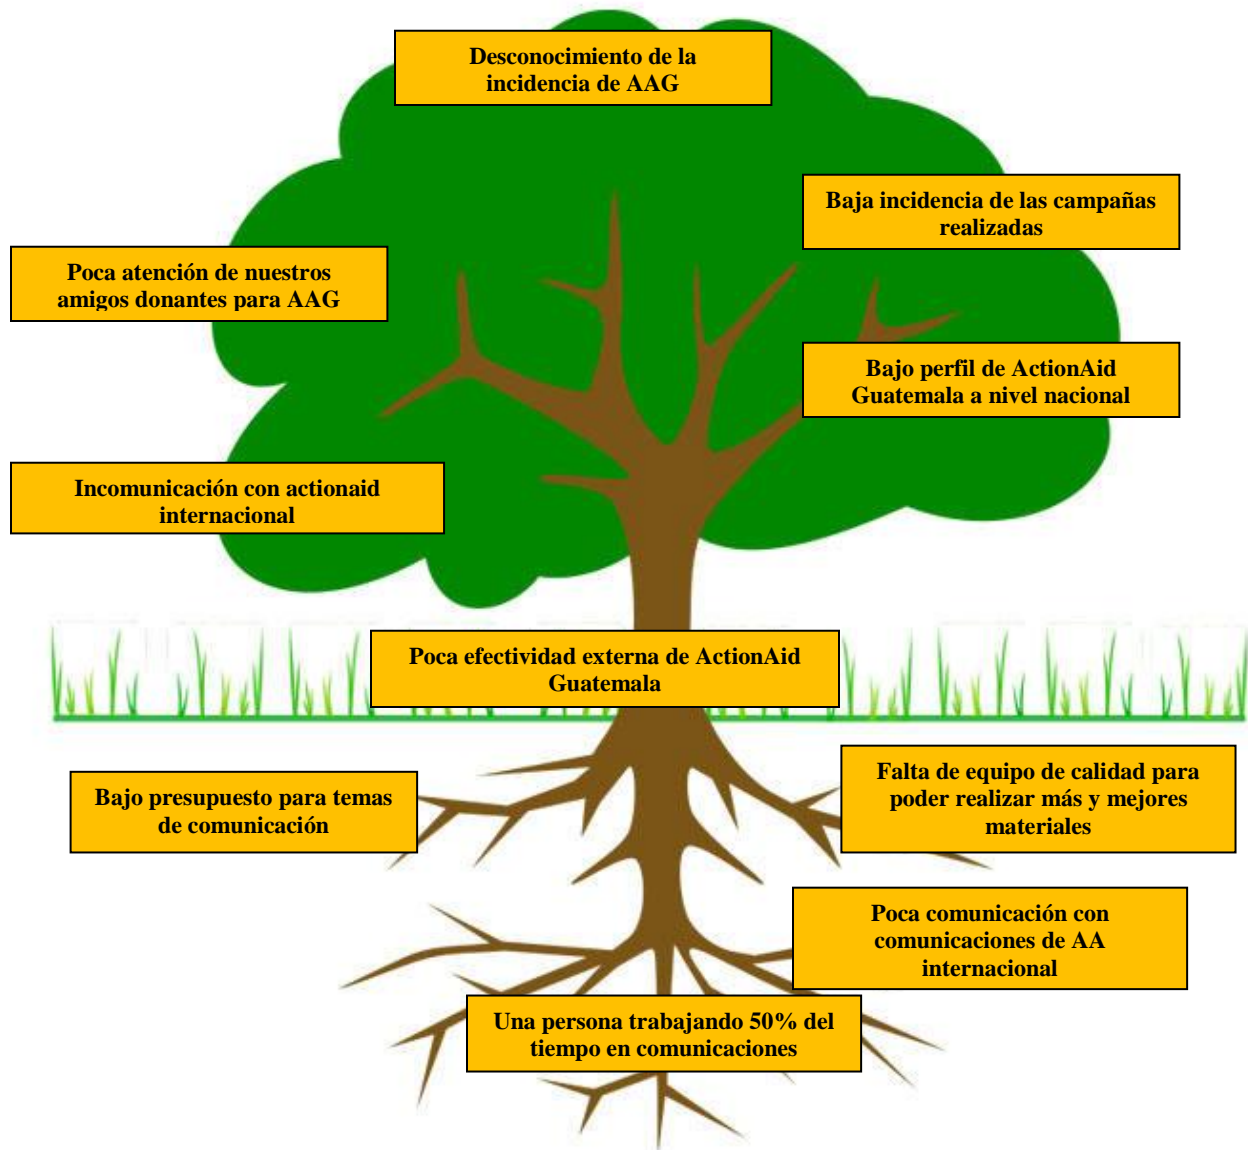 Desconocimiento de la
incidencia de AAG
Baja incidencia de las campañas
realizadas
Poca atención de nuestros
amigos donantes para AAG
Bajo perfil de ActionAid
Guatemala a nivel nacional
Incomunicación con actionaid
internacional
Poca efectividad externa de ActionAid
Guatemala
Bajo presupuesto para temas
de comunicación
Falta de equipo de calidad para
poder realizar más y mejores
materiales
Poca comunicación con
comunicaciones de AA
internacional
Una persona trabajando 50% del
tiempo en comunicaciones